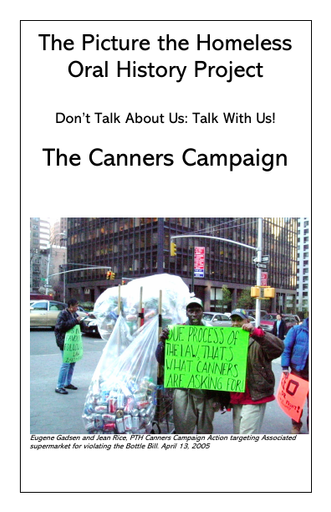 The Picture the Homeless
Oral History Project
Don't Talk About Us: Talk With Us!
The Canners Campaign
DUE PROCESS OF
THE LAW, THAT'S
WHAT CANNERS
ARE ASKING FOR!
Eugene Gadsen and Jean Rice, PTH Canners Campaign Action targeting Associated
supermarket for violating the Bottle Bill. April 13, 2005